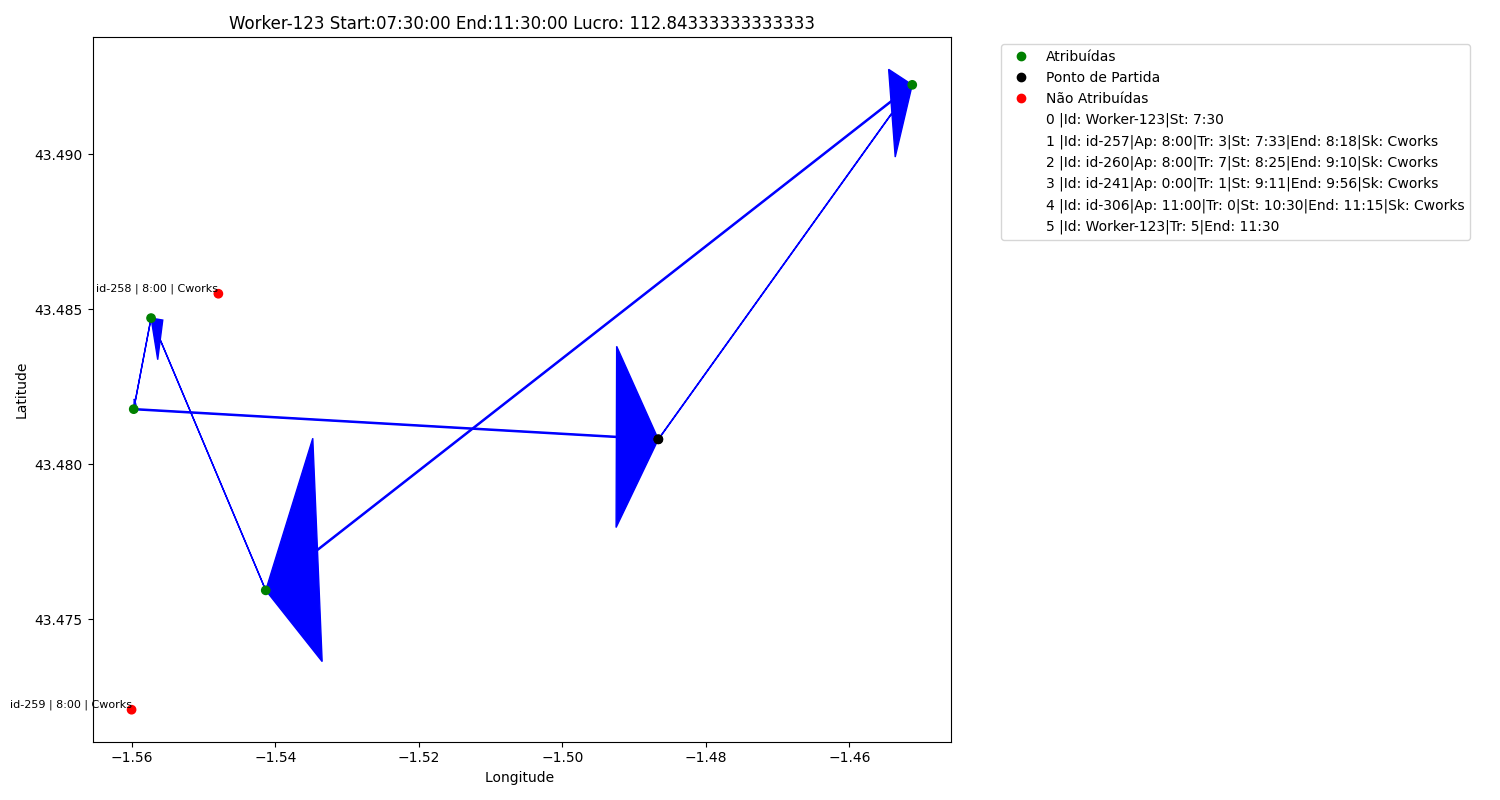 Worker-123 Start:07:30:00 End:11:30:00 Lucro: 112.84333333333333
Atribuídas
Ponto de Partida
Não Atribuídas
0 |Id: Worker-123|St: 7:30
1 |Id: id-257|Ap: 8:00|Tr: 3|St: 7:33|End: 8:18|Sk: Cworks
2 |Id: id-260|Ap: 8:00|Tr: 7|St: 8:25|End: 9:10|Sk: Cworks
3 |Id: id-241|Ap: 0:00|Tr: 1|St: 9:11|End: 9:56|Sk: Cworks
4 |Id: id-306|Ap: 11:00|Tr: 0|St: 10:30|End: 11:15|Sk: Cworks
5 |Id: Worker-123|Tr: 5|End: 11:30
43.490
43.485
43.480
43.475
Latitude
id-258 | 8:00 | Cworks
id-259 | 8:00 | Cworks
−1.56
−1.54
−1.52
−1.50
−1.48
−1.46
Longitude